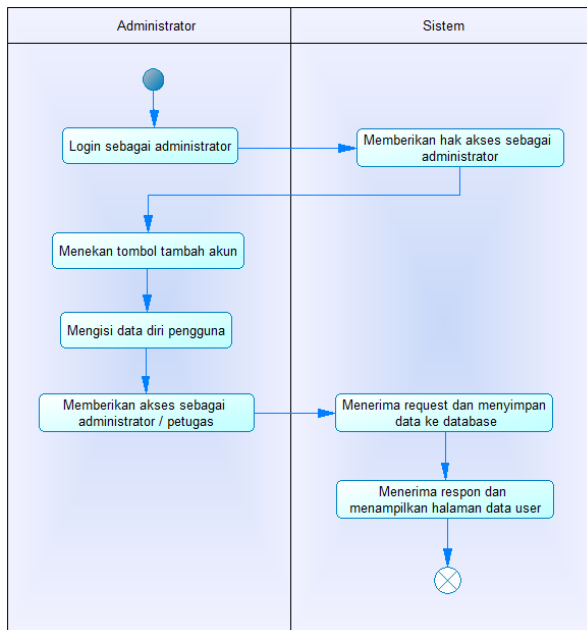 Administrator
Sistem
Login sebagai administrator
Memberikan hak akses sebagai
administrator
Menekan tombol tambah akun
Mengisi data diri pengguna
Memberikan akses sebagai
administrator / petugas
Menerima request dan menyimpan
data ke database
Menerima respon dan
menampilkan halaman data user